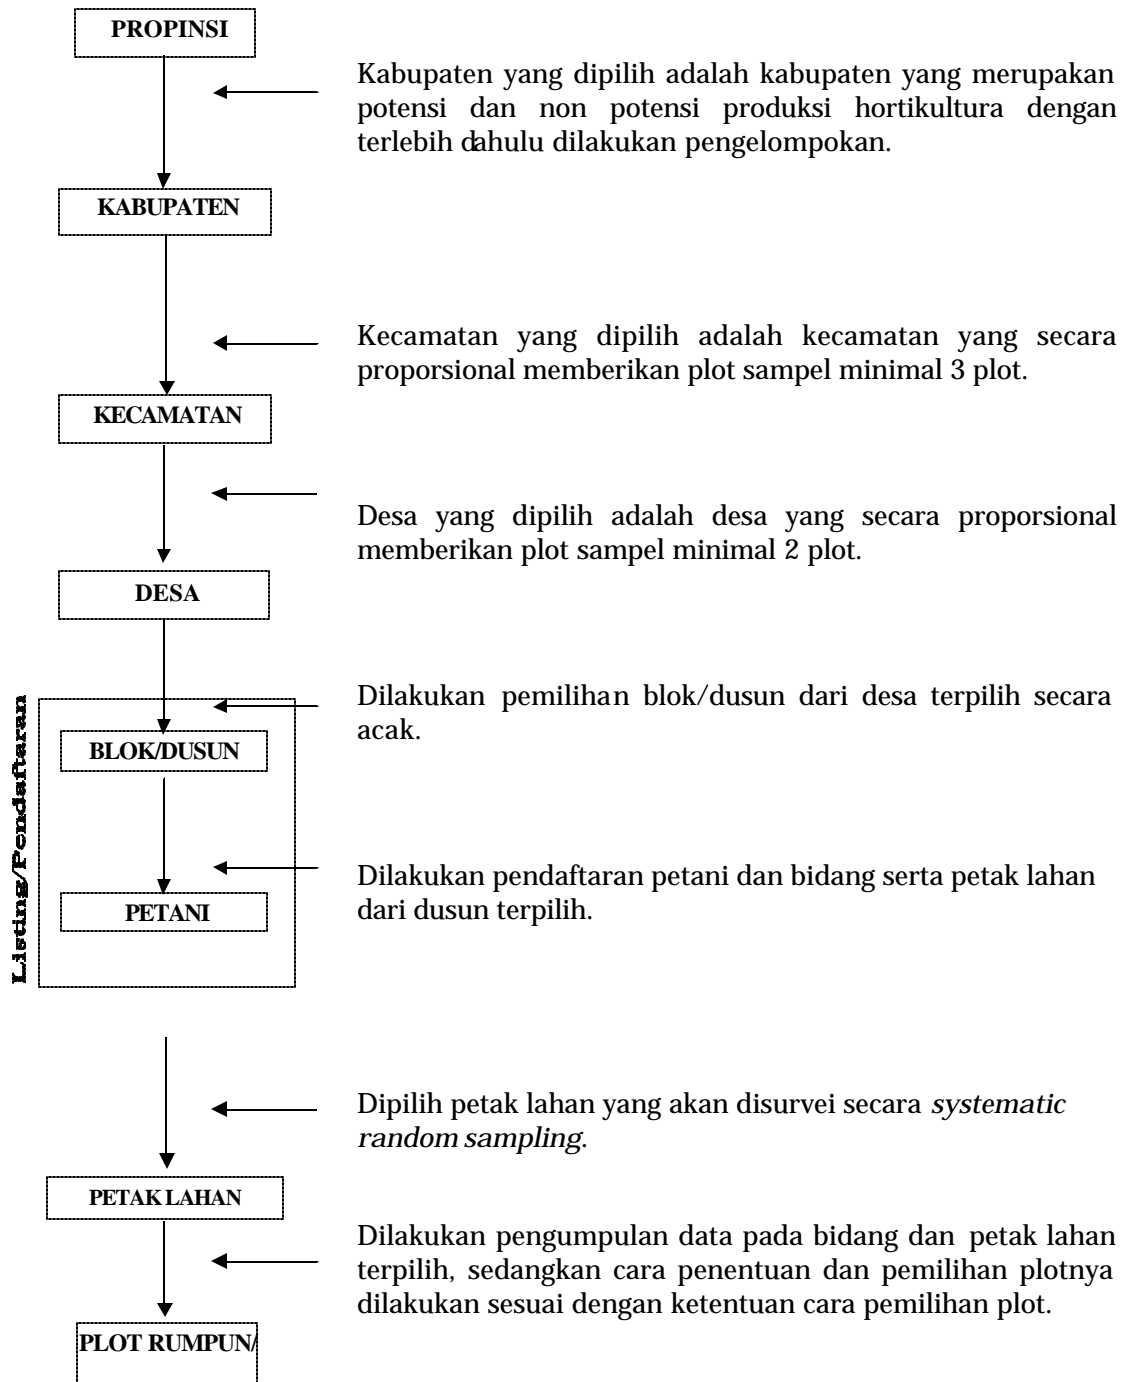 PROPINSI
Kabupaten yang dipilih adalah kabupaten yang merupakan
potensi dan non potensi produksi hortikultura dengan
terlebih dahulu dilakukan pengelompokan.
KABUPATEN
Kecamatan yang dipilih adalah kecamatan yang secara
proporsional memberikan plot sampel minimal 3 plot.
KECAMATAN
Desa yang dipilih adalah desa yang secara proporsional
memberikan plot sampel minimal 2 plot.
DESA
Listing/Pendaftaran
Dilakukan pemilihan blok/dusun dari desa terpilih secara
acak.
BLOK/DUSUN
Dilakukan pendaftaran petani dan bidang serta petak lahan
dari dusun terpilih.
PETANI
Dipilih petak lahan yang akan disurvei secara systematic
random sampling.
PETAK LAHAN
Dilakukan pengumpulan data pada bidang dan petak lahan
terpilih, sedangkan cara penentuan dan pemilihan plotnya
dilakukan sesuai dengan ketentuan cara pemilihan plot.
PLOT RUMPUN/